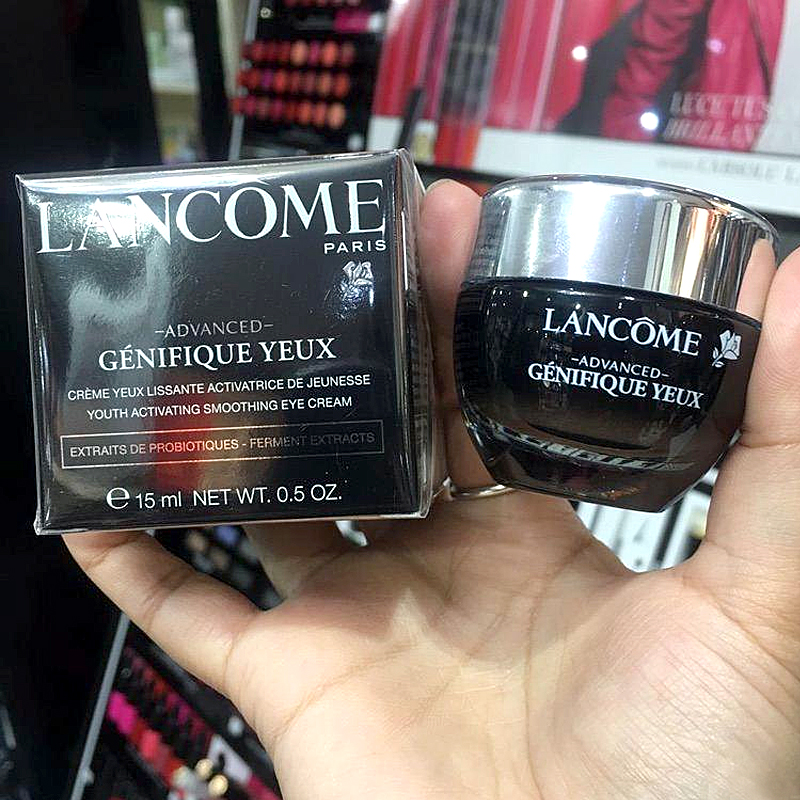 LANCÔME
PARIS
-ADVANCED-
GÉNIFIQUE YEUX
CRÈME YEUX LISSANTE ACTIVATRICE DE JEUNESSE
YOUTH ACTIVATING SMOOTHING EYE CREAM
EXTRAITS DE PROBIOTIQUES - FERMENT EXTRACTS
℮ 15 ml NET WT. 0.5 OZ.
LANCÔME
-ADVANCED-
GÉNIFIQUE YEUX